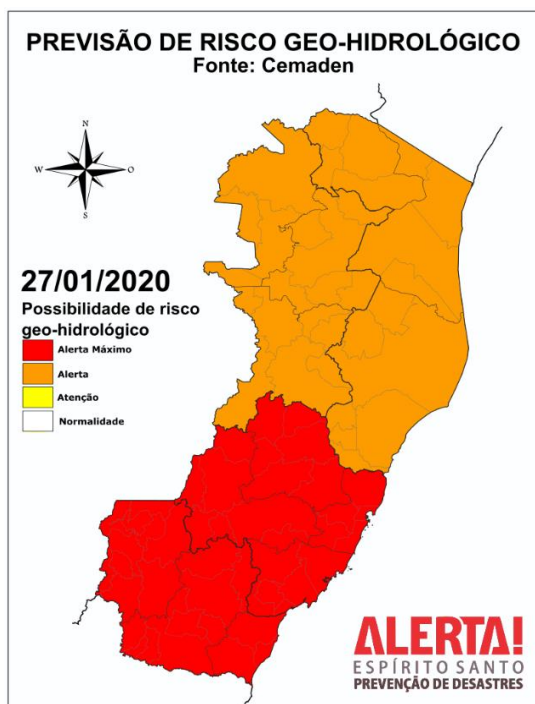 PREVISÃO DE RISCO GEO-HIDROLÓGICO
Fonte: Cemaden
N
W
O
S
27/01/2020
Possibilidade de risco
geo-hidrológico
Alerta Máximo
Alerta
Atenção
Normalidade
ALERTA!
ESPÍRITO SANTO
PREVENÇÃO DE DESASTRES